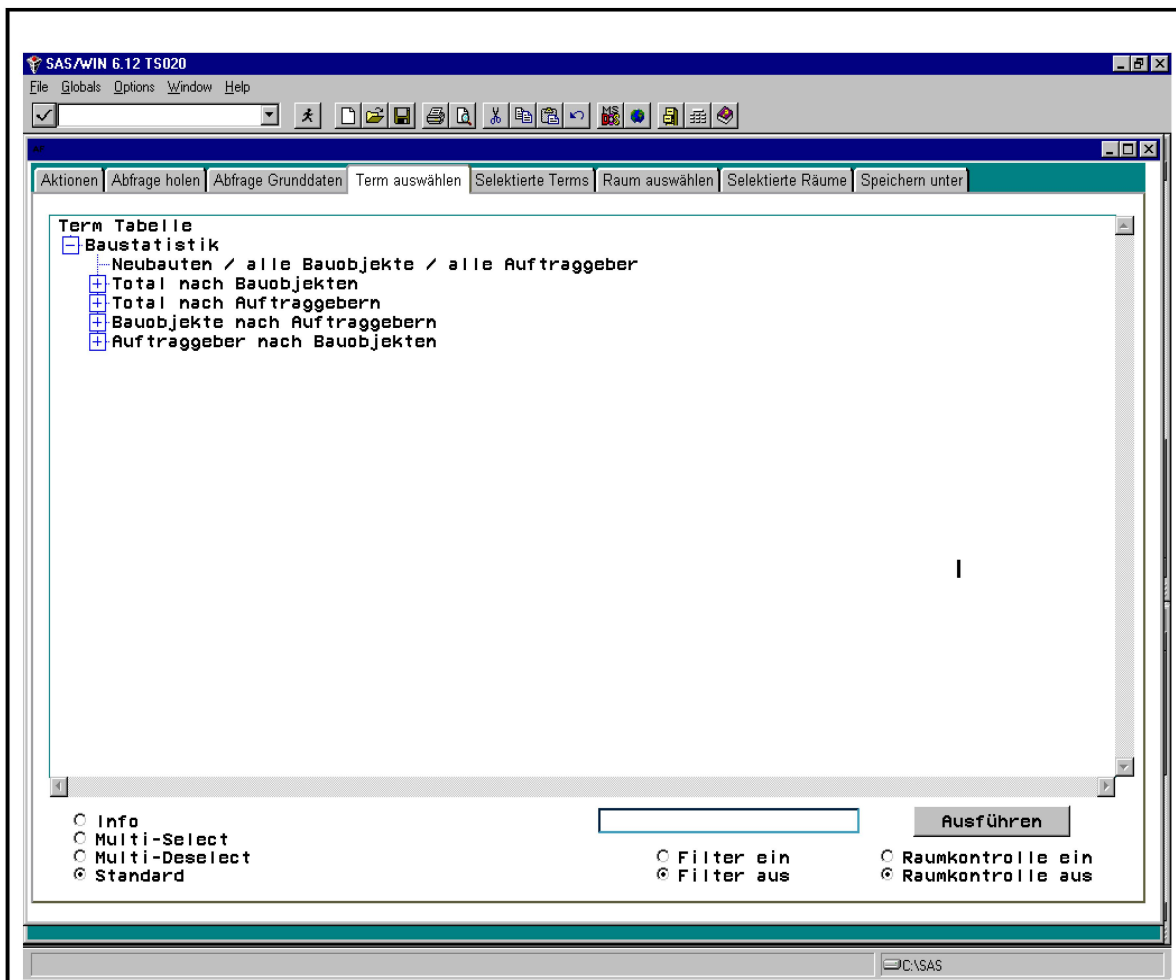 SAS/WIN 6.12 TS020
File Globals Options Window Help
MS DOS
Aktionen Abfrage holen Abfrage Grunddaten Term auswählen Selektierte Terms Raum auswählen Selektierte Räume Speichern unter
Term Tabelle
Baustatistik
Neubauten / alle Bauobjekte / alle Auftraggeber
Total nach Bauobjekten
Total nach Auftraggebern
Bauobjekte nach Auftraggebern
Auftraggeber nach Bauobjekten
Info
Multi-Select
Multi-Deselect
Standard
Filter ein
Filter aus
Ausführen
Raumkontrolle ein
Raumkontrolle aus
C:\SAS